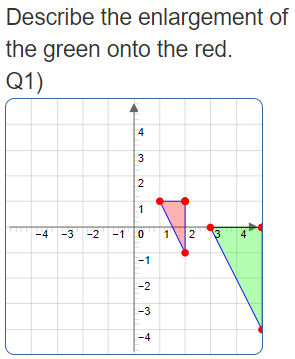 Describe the enlargement of
the green onto the red.
Q1)
4
3
2
1
-4 -3 -2 -1 0 1 2 3 4
-1
-2
-3
-4